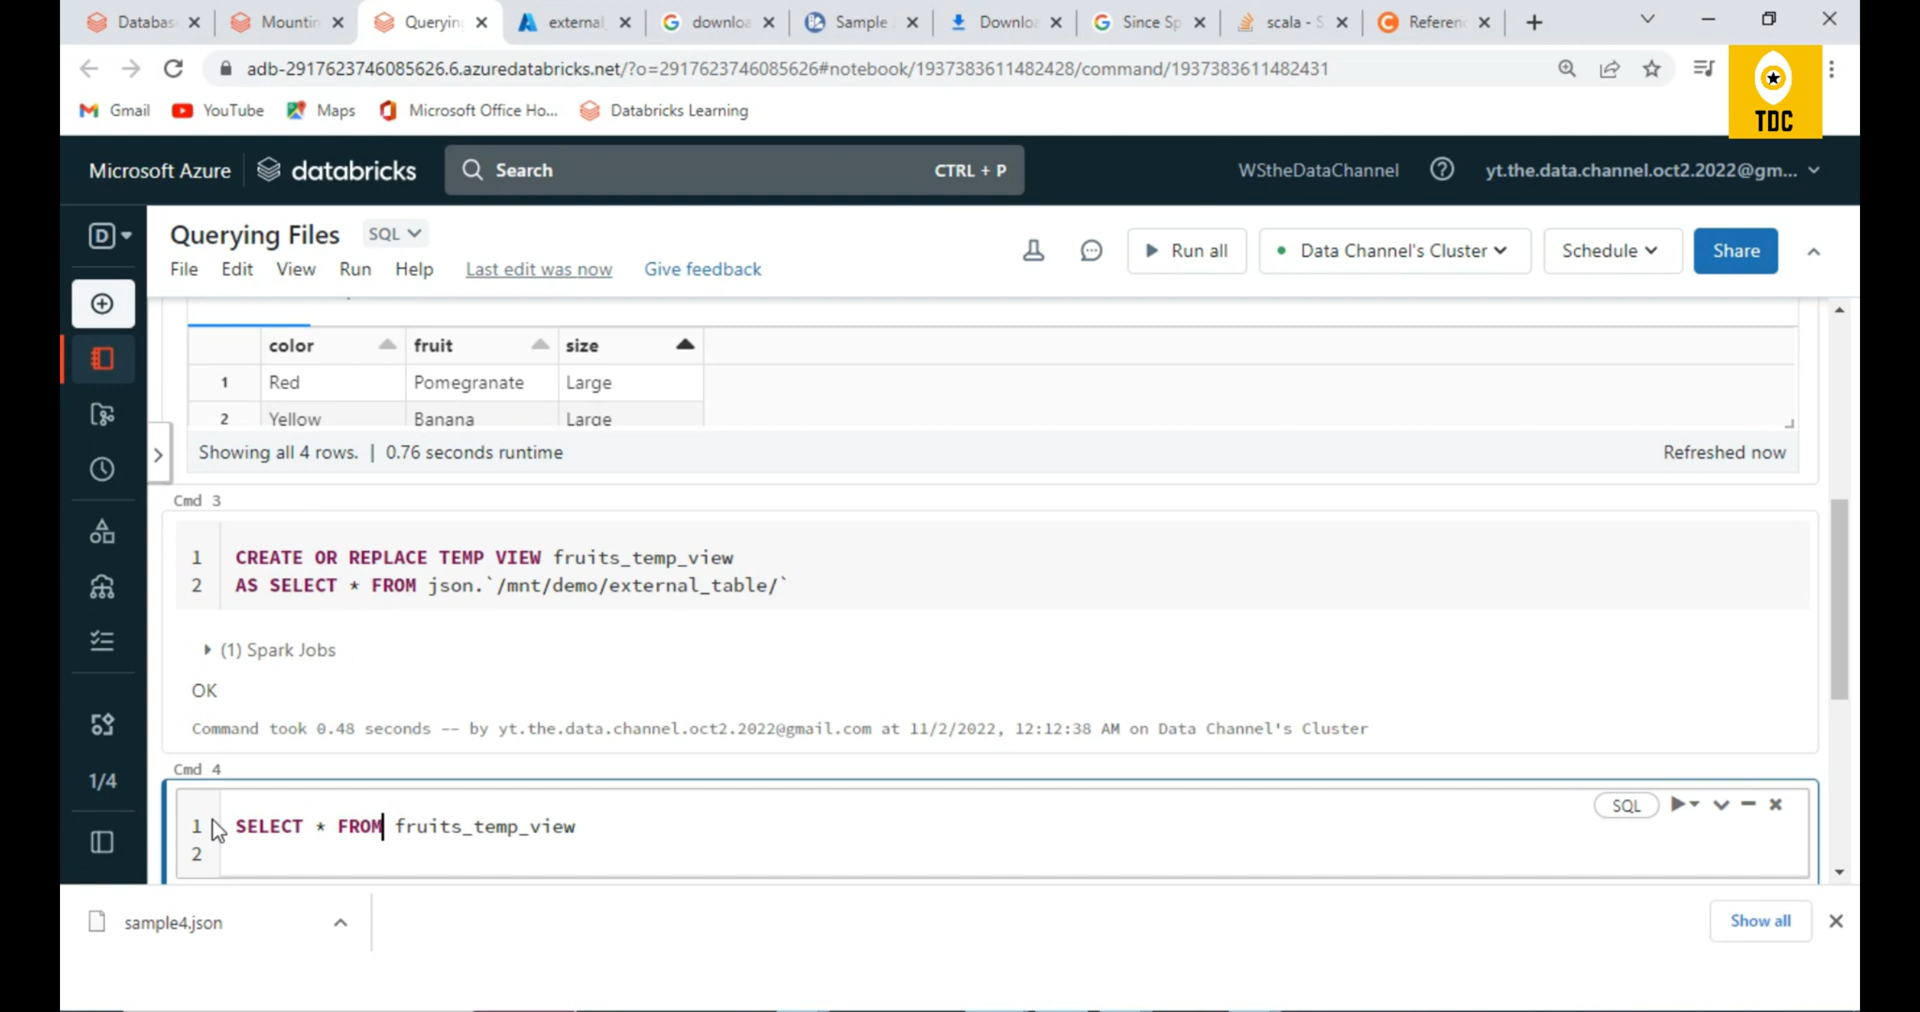 Databas
Mountin
Querying
external_
downloa
Sample
Downlo
Since Sp
scala - S
Referen
adb-2917623746085626.6.azuredatabricks.net/?o=2917623746085626#notebook/1937383611482428/command/1937383611482431
TDC
Gmail
YouTube
Maps
Microsoft Office Ho...
Databricks Learning
Microsoft Azure
databricks
Search
CTRL + P
WStheDataChannel
yt.the.data.channel.oct2.2022@gm...
D
Querying Files
SQL
File
Edit
View
Run
Help
Last edit was now
Give feedback
Run all
Data Channel's Cluster
Schedule
Share
color fruit size
1 Red Pomegranate Large
2 Yellow Banana Large
Showing all 4 rows. | 0.76 seconds runtime
Refreshed now
Cmd 3
1 CREATE OR REPLACE TEMP VIEW fruits_temp_view
2 AS SELECT * FROM json.`/mnt/demo/external_table/`
(1) Spark Jobs
OK
Command took 0.48 seconds -- by yt.the.data.channel.oct2.2022@gmail.com at 11/2/2022, 12:12:38 AM on Data Channel's Cluster
1/4
Cmd 4
SQL
1 SELECT * FROM fruits_temp_view
2
sample4.json
Show all